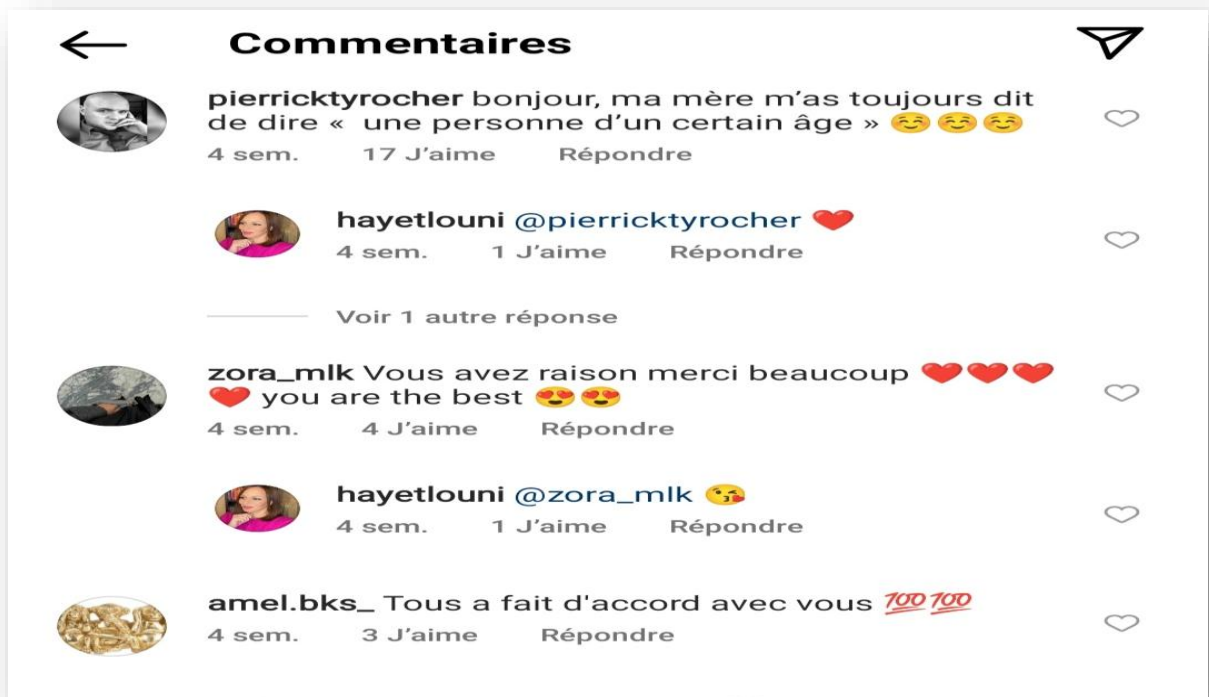 Commentaires
pierricktyrocher bonjour, ma mère m’as toujours dit
de dire « une personne d’un certain âge » ☺️☺️☺️
4 sem. 17 J’aime Répondre
hayetlouni @pierricktyrocher ❤️
4 sem. 1 J’aime Répondre
Voir 1 autre réponse
zora_mlk Vous avez raison merci beaucoup ❤️❤️❤️
❤️ you are the best 😍😍
4 sem. 4 J’aime Répondre
hayetlouni @zora_mlk 😘
4 sem. 1 J’aime Répondre
amel.bks_ Tous a fait d'accord avec vous 💯💯
4 sem. 3 J’aime Répondre